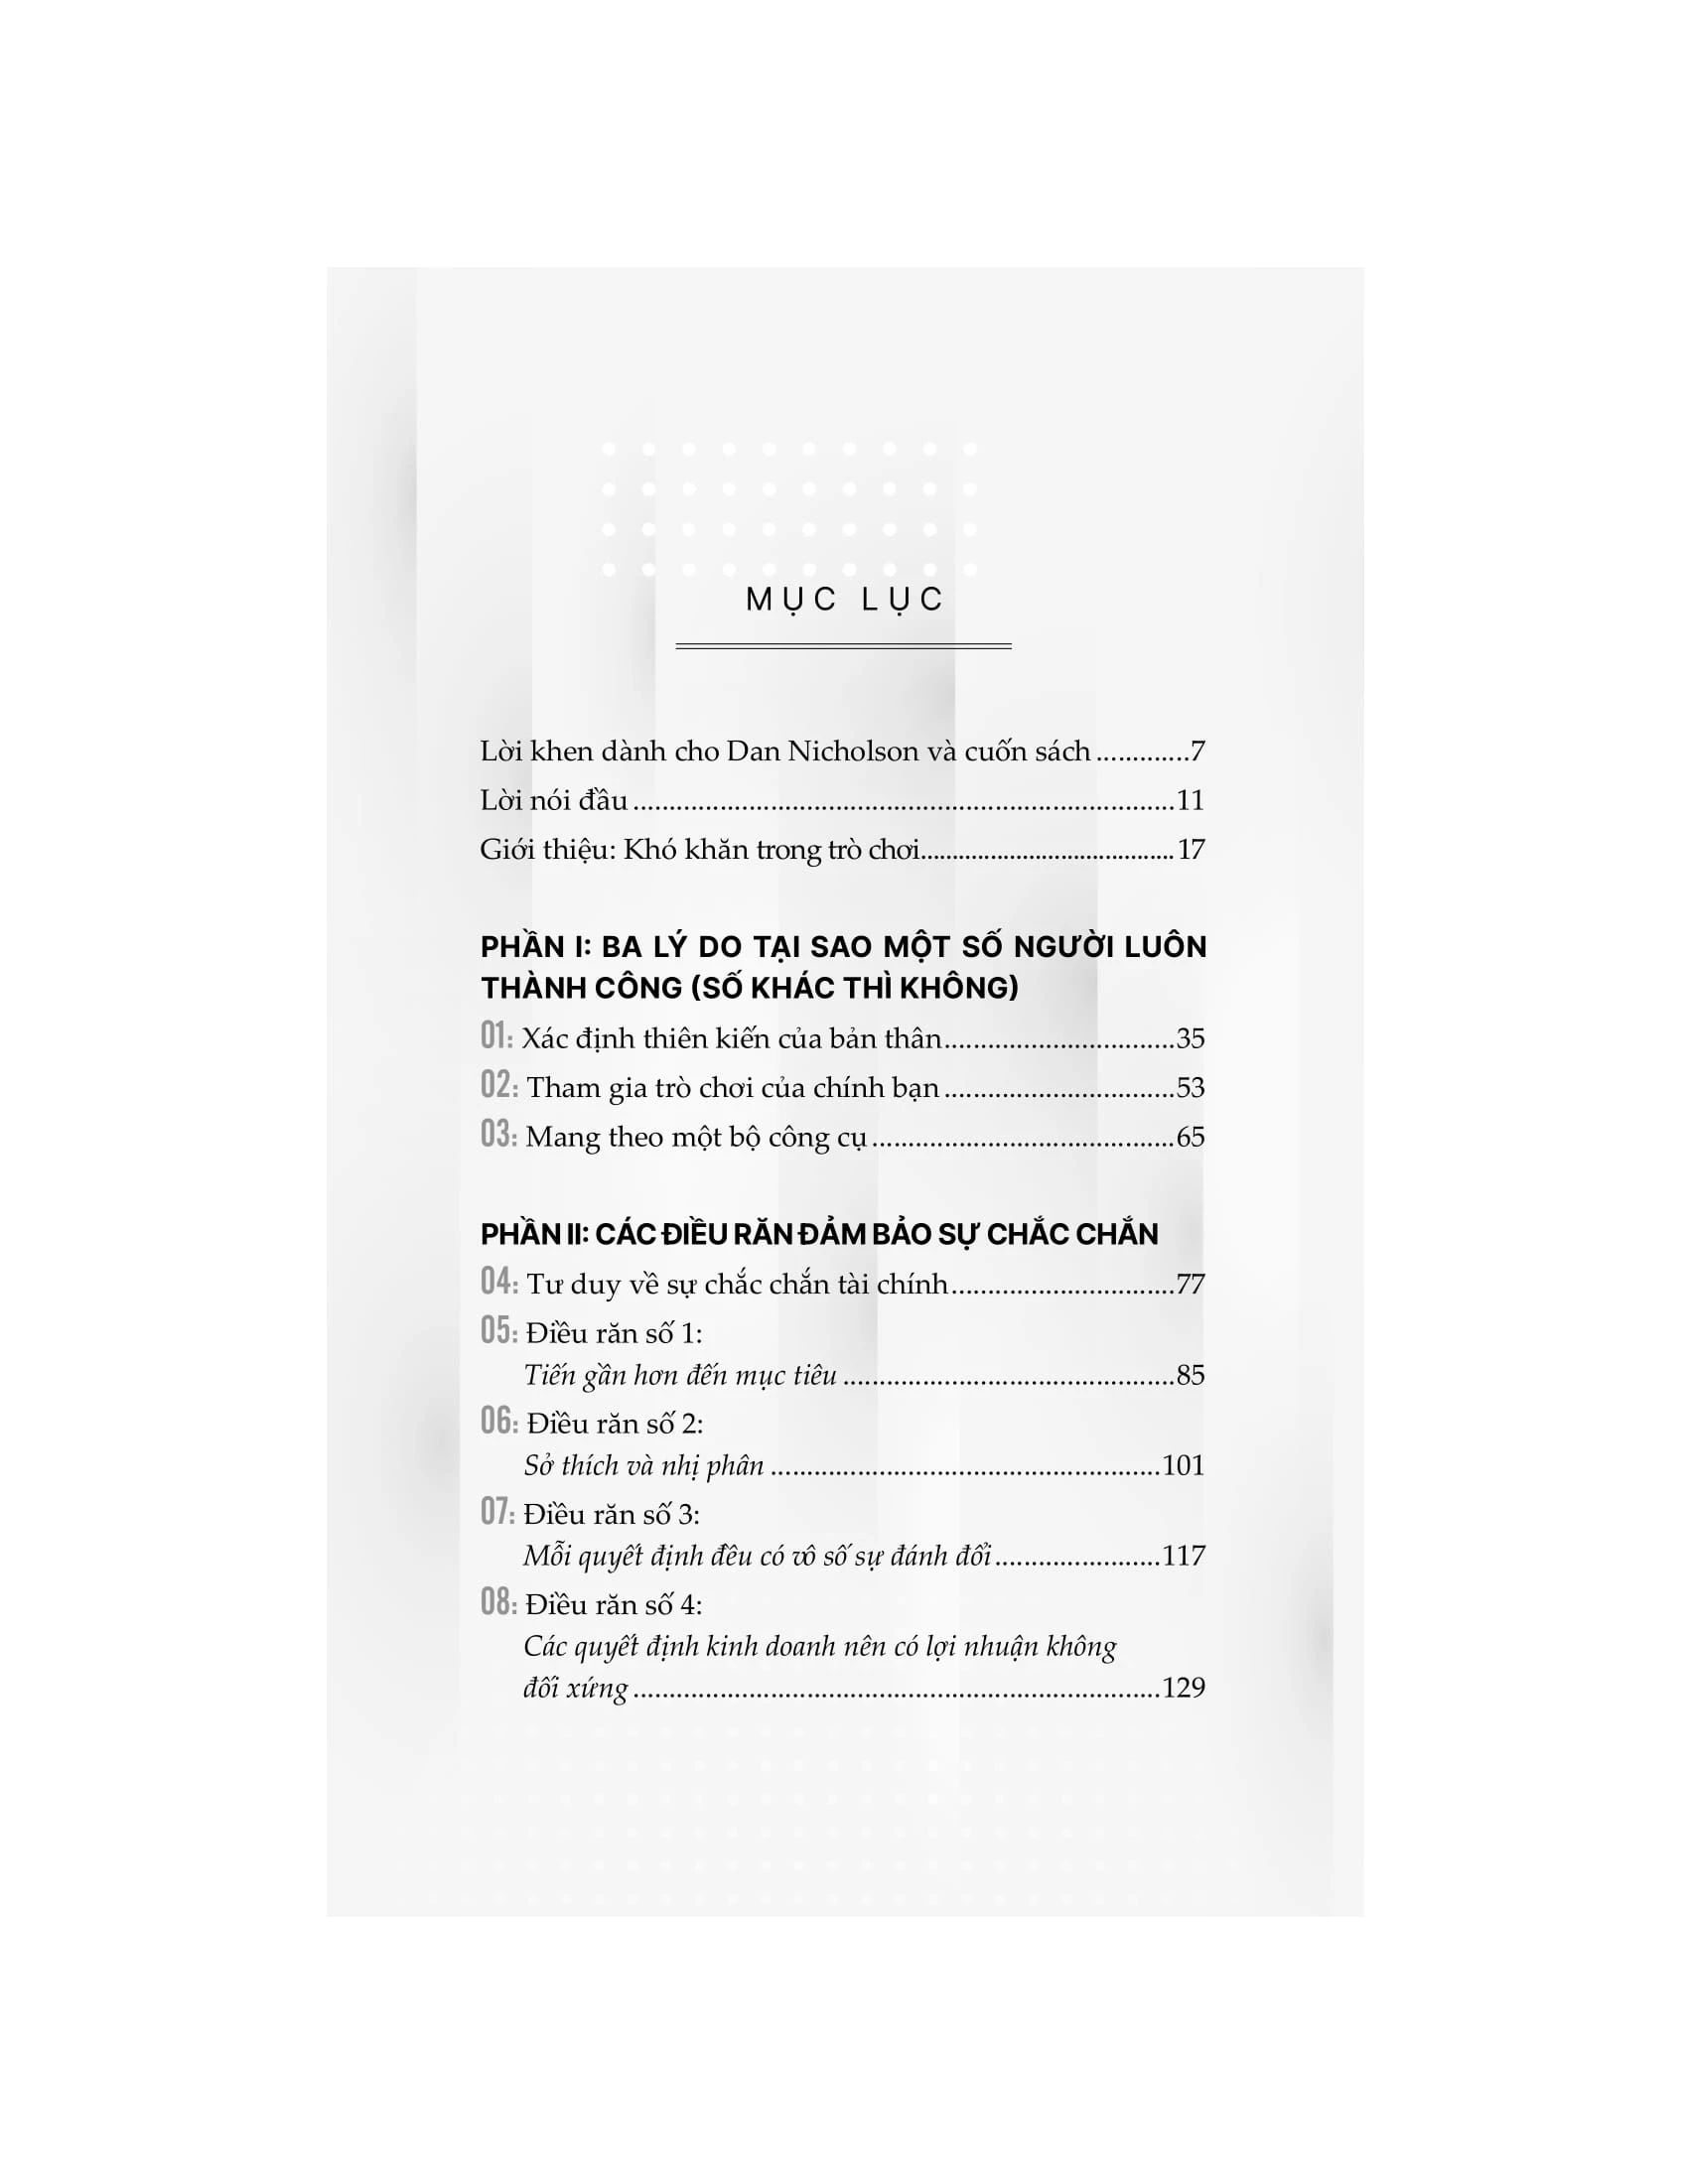 MỤC LỤC
Lời khen dành cho Dan Nicholson và cuốn sách.............7
Lời nói đầu...........................................................................11
Giới thiệu: Khó khăn trong trò chơi.......................................17
PHẦN I: BA LÝ DO TẠI SAO MỘT SỐ NGƯỜI LUÔN
THÀNH CÔNG (SỐ KHÁC THÌ KHÔNG)
01: Xác định thiên kiến của bản thân................................35
02: Tham gia trò chơi của chính bạn................................53
03: Mang theo một bộ công cụ..........................................65
PHẦN II: CÁC ĐIỀU RĂN ĐẢM BẢO SỰ CHẮC CHẮN
04: Tư duy về sự chắc chắn tài chính...............................77
05: Điều răn số 1:
Tiến gần hơn đến mục tiêu..............................................85
06: Điều răn số 2:
Sở thích và nhị phân......................................................101
07: Điều răn số 3:
Mỗi quyết định đều có vô số sự đánh đổi.......................117
08: Điều răn số 4:
Các quyết định kinh doanh nên có lợi nhuận không
đối xứng.........................................................................129